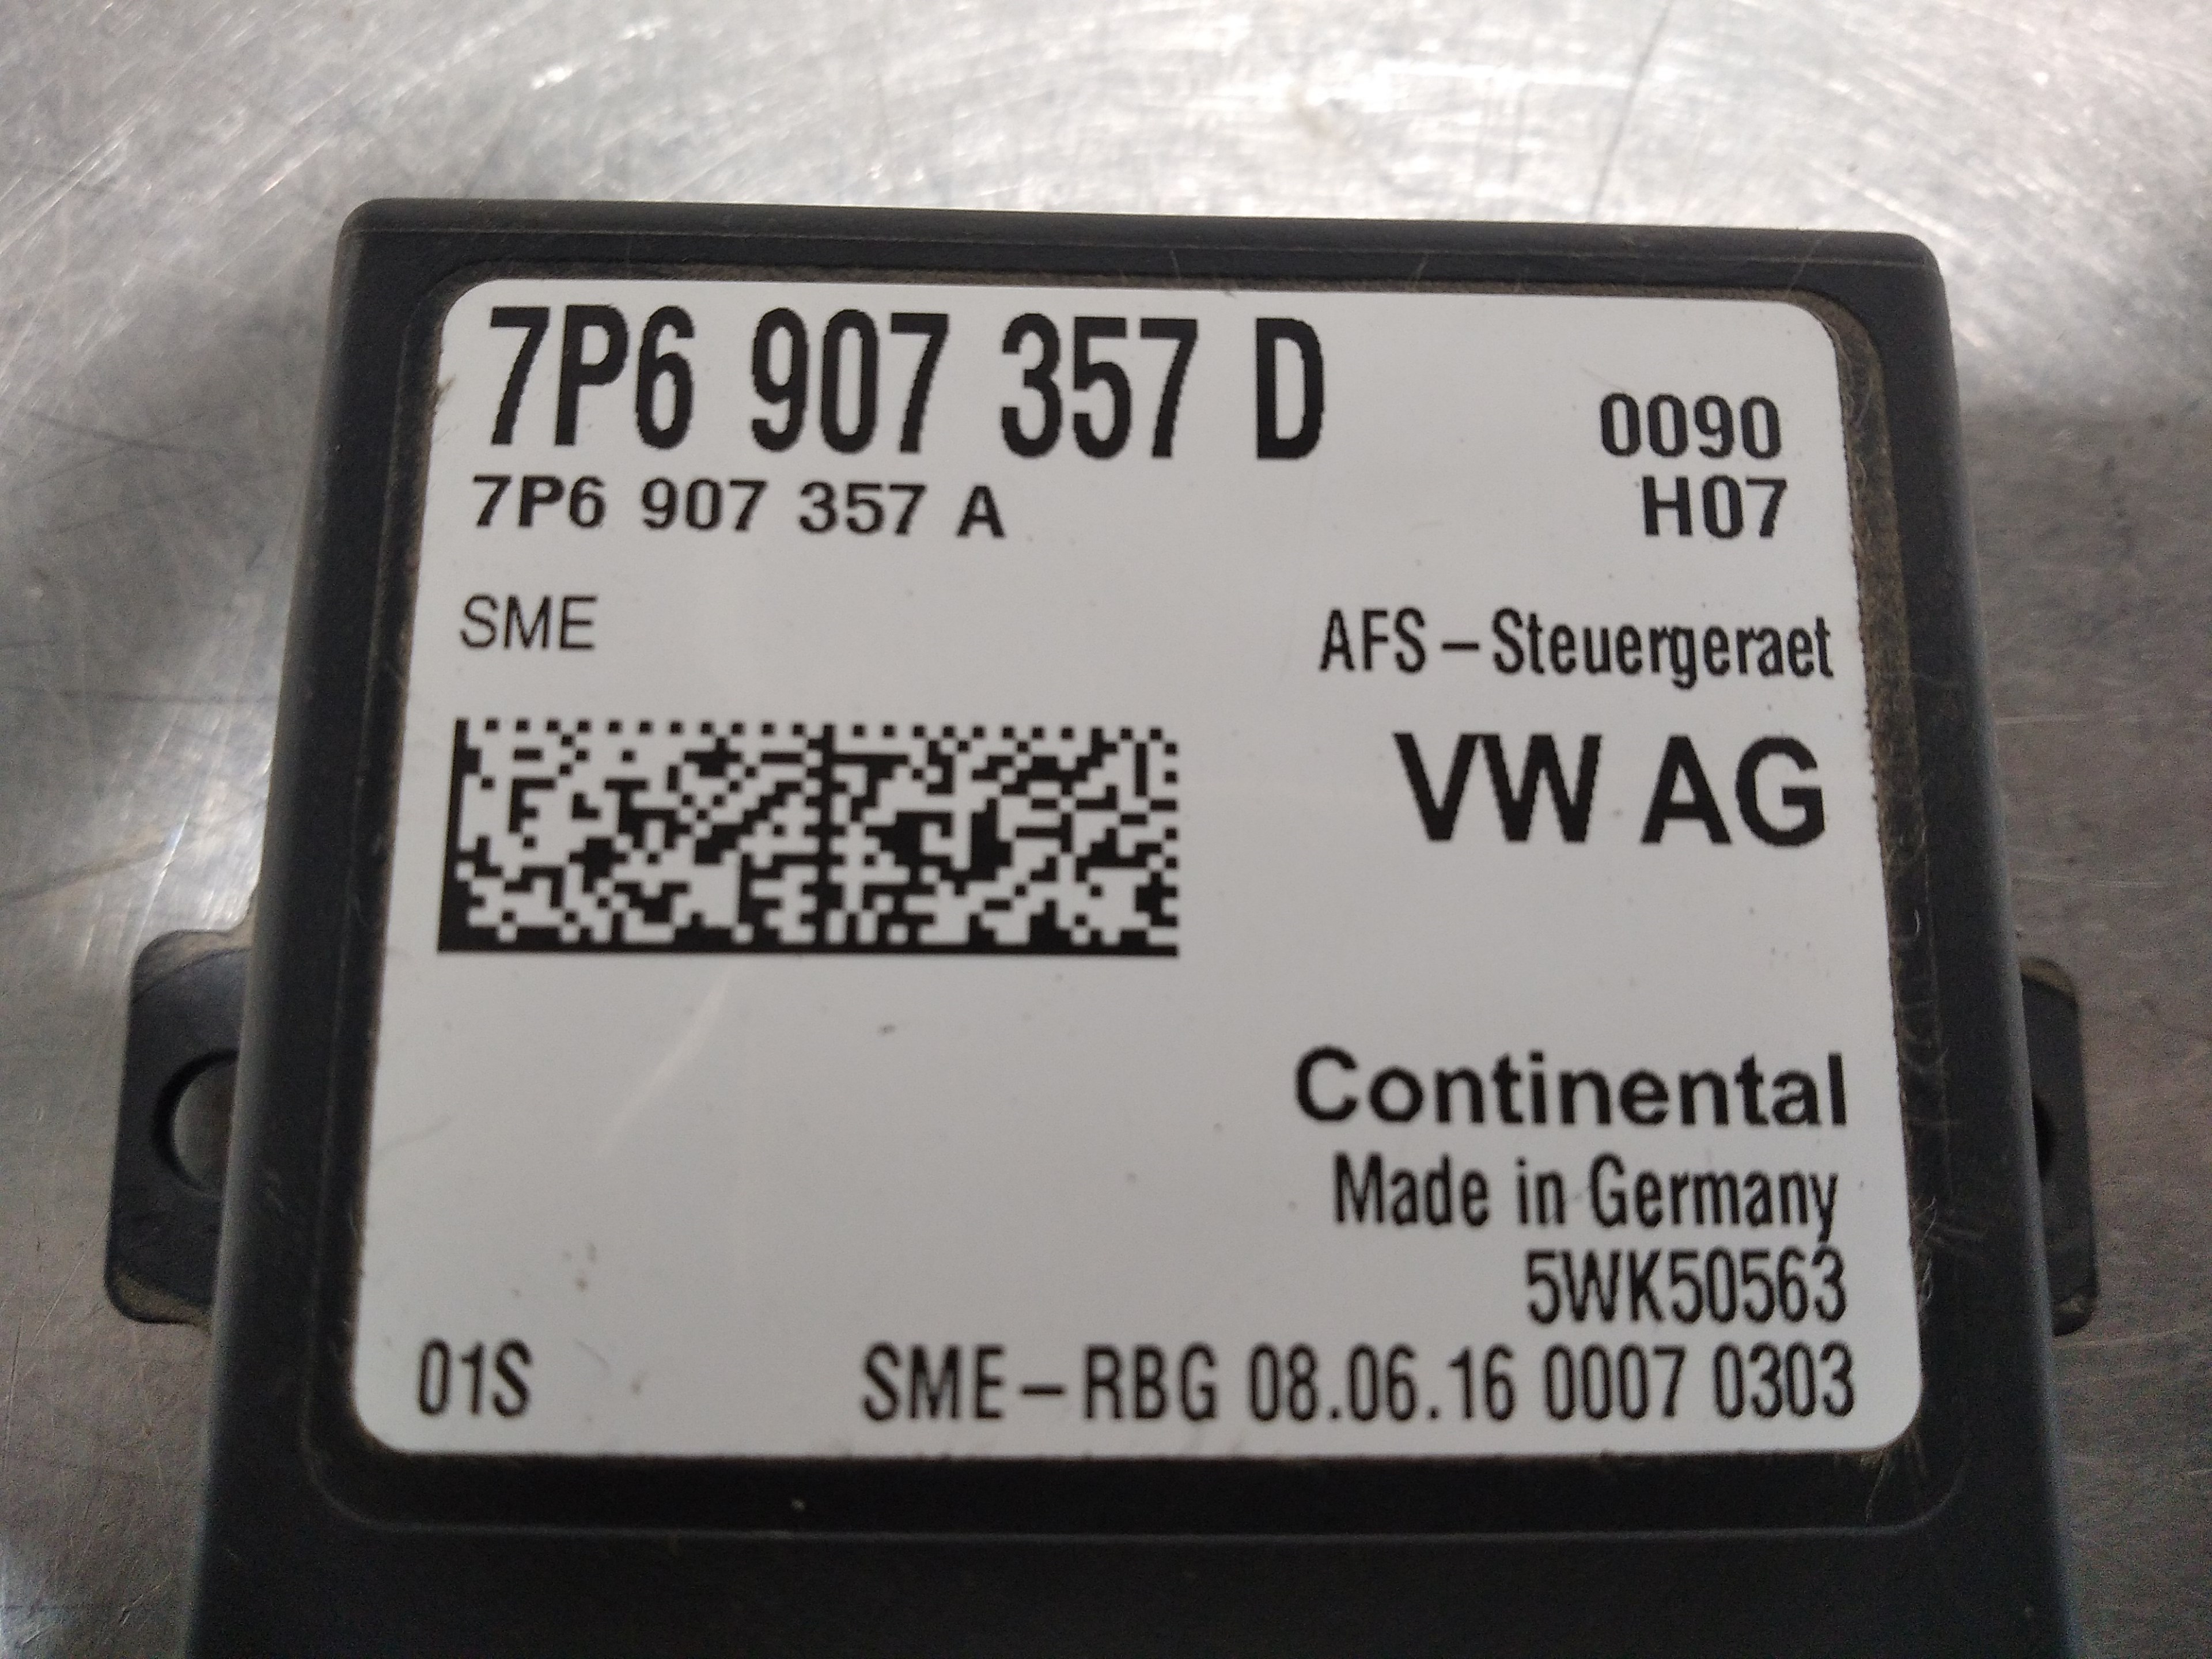 7P6 907 357 D
0090
7P6 907 357 A
H07
SME
AFS-Steuergeraet
VW AG
Continental
Made in Germany
5WK50563
01S
SME-RBG 08.06.16 0007 0303